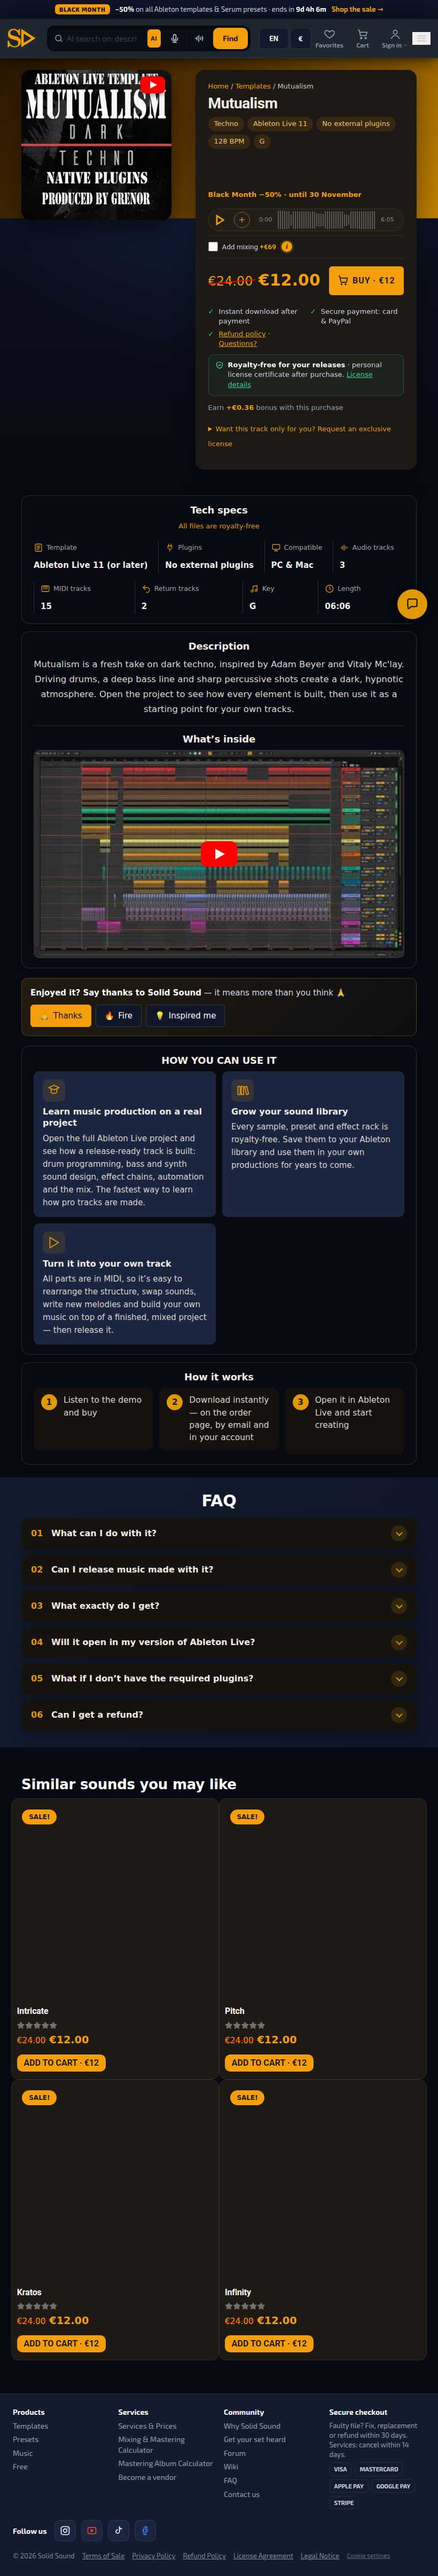 BLACK MONTH −50% on all Ableton templates & Serum presets · ends in 9d 4h 6m Shop the sale →
AI search on: descri AI Find EN €
Favorites Cart Sign in
ABLETON LIVE TEMPLATE
MUTUALISM
DARK
TECHNO
NATIVE PLUGINS
PRODUCED BY GRENOR
AI
Home / Templates / Mutualism
Mutualism
Techno Ableton Live 11 No external plugins
128 BPM G
Black Month −50% · until 30 November
0:00 6:05
Add mixing +€69 i
€24.00 €12.00 BUY · €12
✓ Instant download after payment
✓ Secure payment: card & PayPal
✓ Refund policy · Questions?
Royalty-free for your releases · personal
license certificate after purchase. License
details
Earn +€0.36 bonus with this purchase
▸ Want this track only for you? Request an exclusive
license
Tech specs
All files are royalty-free
Template
Ableton Live 11 (or later)
Plugins
No external plugins
Compatible
PC & Mac
Audio tracks
3
MIDI tracks
15
Return tracks
2
Key
G
Length
06:06
Description
Mutualism is a fresh take on dark techno, inspired by Adam Beyer and Vitaly Mc'lay.
Driving drums, a deep bass line and sharp percussive shots create a dark, hypnotic
atmosphere. Open the project to see how every element is built, then use it as a
starting point for your own tracks.
What’s inside
Enjoyed it? Say thanks to Solid Sound — it means more than you think 🙏
🙏 Thanks 🔥 Fire 💡 Inspired me
HOW YOU CAN USE IT
Learn music production on a real
project
Open the full Ableton Live project and
see how a release-ready track is built:
drum programming, bass and synth
sound design, effect chains, automation
and the mix. The fastest way to learn
how pro tracks are made.
Grow your sound library
Every sample, preset and effect rack is
royalty-free. Save them to your Ableton
library and use them in your own
productions for years to come.
Turn it into your own track
All parts are in MIDI, so it’s easy to
rearrange the structure, swap sounds,
write new melodies and build your own
music on top of a finished, mixed project
— then release it.
How it works
1 Listen to the demo
and buy
2 Download instantly
— on the order
page, by email and
in your account
3 Open it in Ableton
Live and start
creating
FAQ
01 What can I do with it?
02 Can I release music made with it?
03 What exactly do I get?
04 Will it open in my version of Ableton Live?
05 What if I don’t have the required plugins?
06 Can I get a refund?
Similar sounds you may like
SALE!
Intricate
€24.00 €12.00
ADD TO CART · €12
SALE!
Pitch
€24.00 €12.00
ADD TO CART · €12
SALE!
Kratos
€24.00 €12.00
ADD TO CART · €12
SALE!
Infinity
€24.00 €12.00
ADD TO CART · €12
Products
Templates
Presets
Music
Free
Services
Services & Prices
Mixing & Mastering
Calculator
Mastering Album Calculator
Become a vendor
Community
Why Solid Sound
Get your set heard
Forum
Wiki
FAQ
Contact us
Secure checkout
Faulty file? Fix, replacement
or refund within 30 days.
Services: cancel within 14
days.
VISA MASTERCARD
APPLE PAY GOOGLE PAY
STRIPE
Follow us
© 2026 Solid Sound Terms of Sale Privacy Policy Refund Policy License Agreement Legal Notice Cookie settings